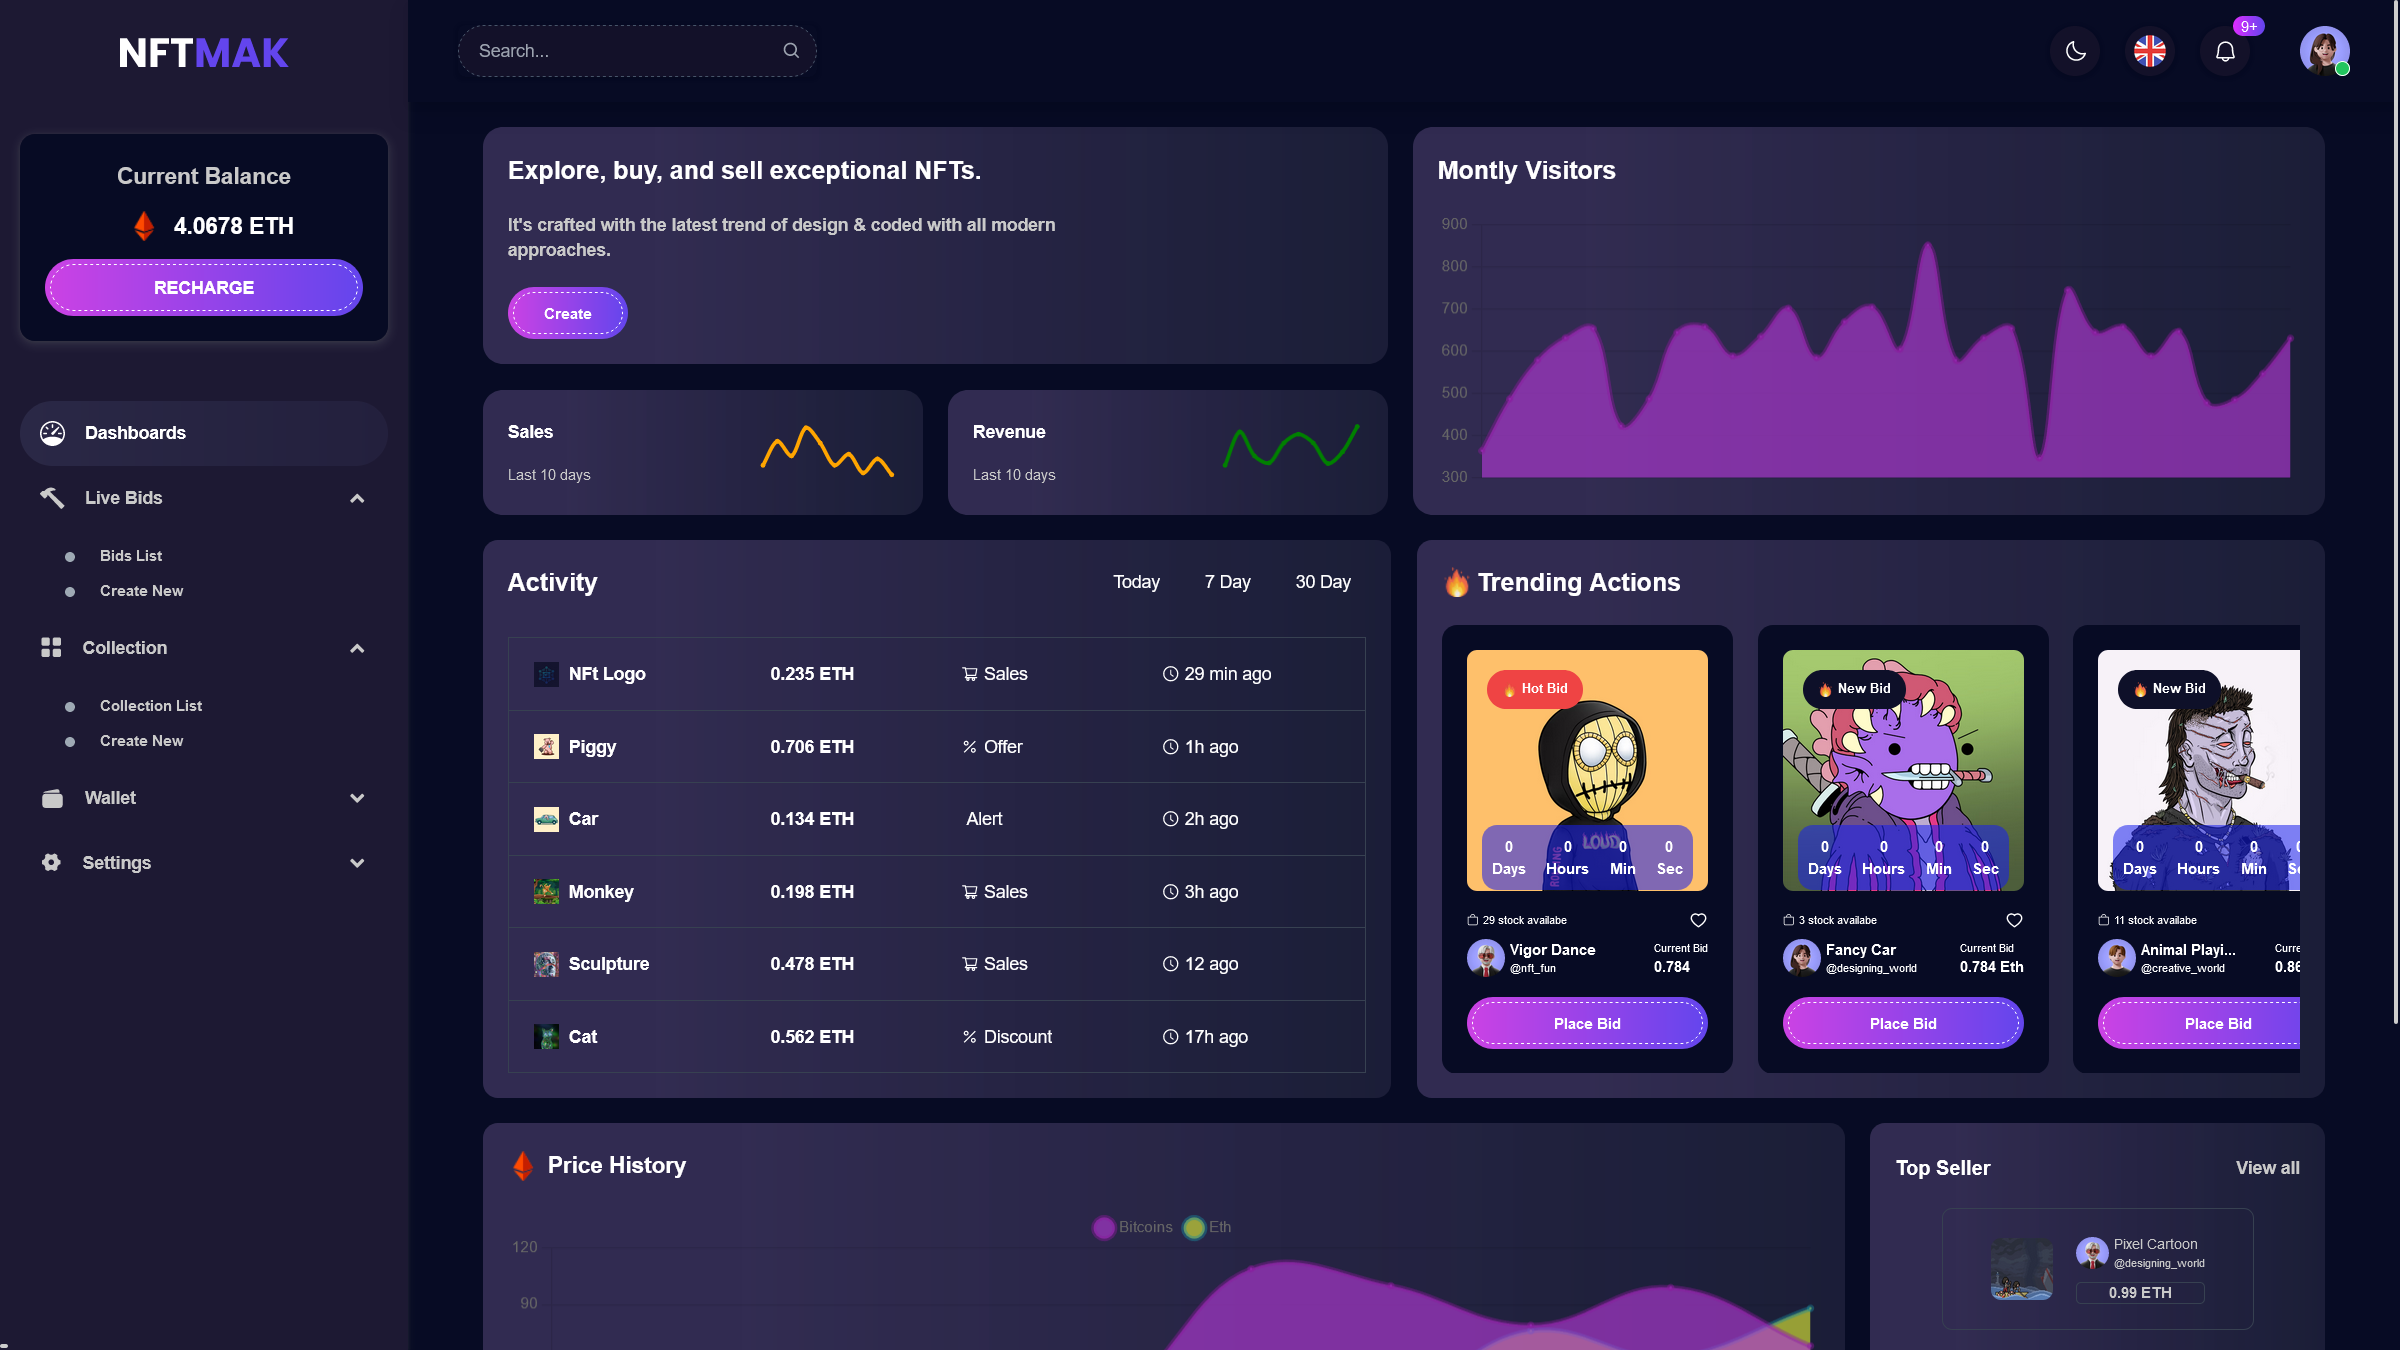 NFTMAK
Search...
9+
Current Balance
4.0678 ETH
RECHARGE
Dashboards
Live Bids
Bids List
Create New
Collection
Collection List
Create New
Wallet
Settings
Explore, buy, and sell exceptional NFTs.
It's crafted with the latest trend of design & coded with all modern
approaches.
Create
Montly Visitors
900
800
700
600
500
400
300
Sales
Last 10 days
Revenue
Last 10 days
Activity
Today 7 Day 30 Day
NFt Logo 0.235 ETH Sales 29 min ago
Piggy 0.706 ETH % Offer 1h ago
Car 0.134 ETH Alert 2h ago
Monkey 0.198 ETH Sales 3h ago
Sculpture 0.478 ETH Sales 12 ago
Cat 0.562 ETH % Discount 17h ago
Trending Actions
Hot Bid
LOUD
0 0 0 0
Days Hours Min Sec
29 stock availabe
Vigor Dance
@nft_fun
Current Bid
0.784
Place Bid
New Bid
0 0 0 0
Days Hours Min Sec
3 stock availabe
Fancy Car
@designing_world
Current Bid
0.784 Eth
Place Bid
New Bid
0 0 0
Days Hours Min
11 stock availabe
Animal Playi...
@creative_world
Place Bid
Price History
Bitcoins Eth
120
90
Top Seller
View all
Pixel Cartoon
@designing_world
0.99 ETH